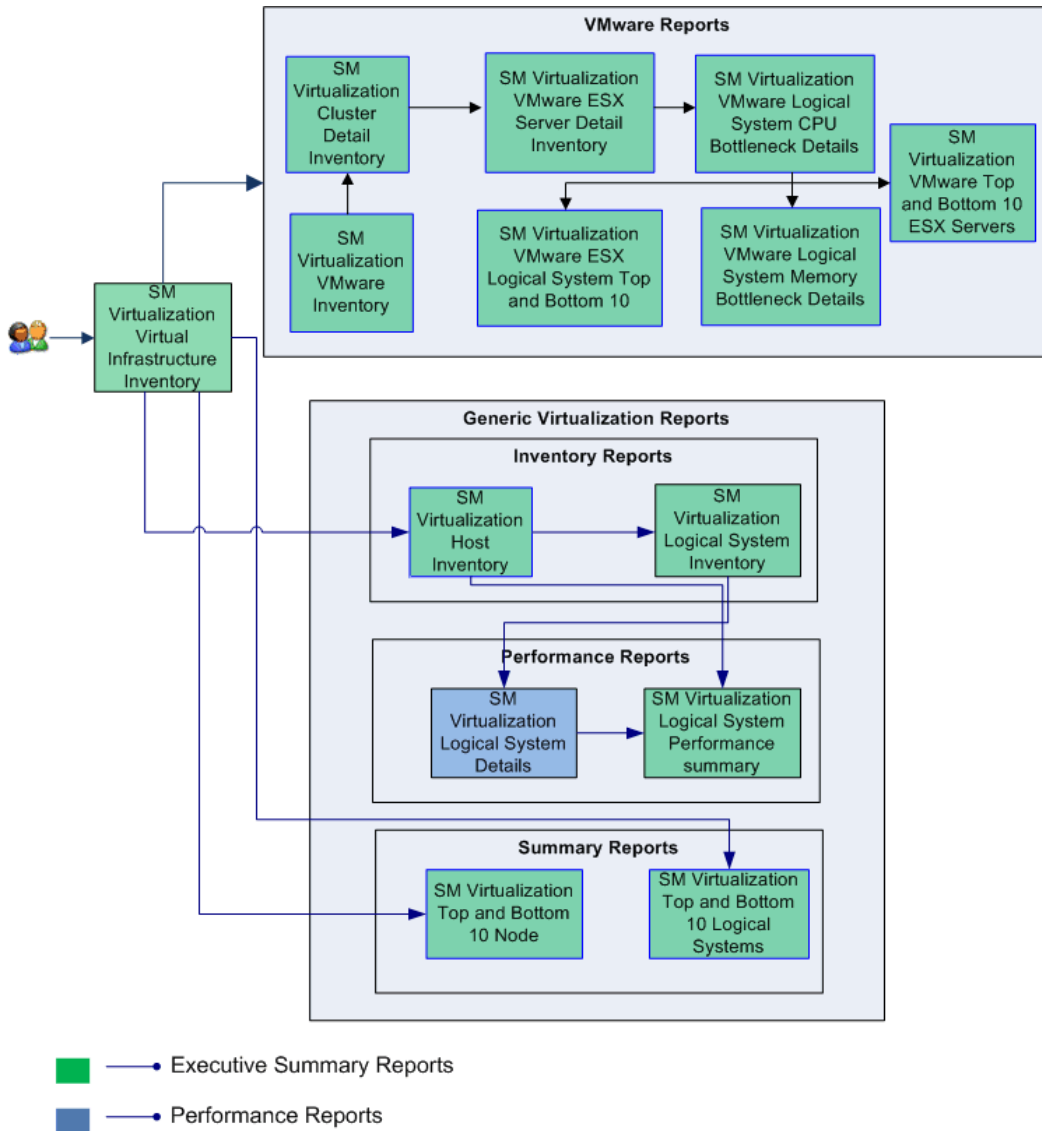 VMware Reports
SM
Virtualization
Cluster
Detail
Inventory
SM Virtualization
VMware ESX
Server Detail
Inventory
SM Virtualization
VMware Logical
System CPU
Bottleneck Details
SM
Virtualization
VMware Top
and Bottom 10
ESX Servers
SM
Virtualization
VMware
Inventory
SM Virtualization
VMware ESX
Logical System Top
and Bottom 10
SM Virtualization
VMware Logical
System Memory
Bottleneck Details
SM
Virtualization
Virtual
Infrastructure
Inventory
Generic Virtualization Reports
Inventory Reports
SM
Virtualization
Host
Inventory
SM
Virtualization
Logical System
Inventory
Performance Reports
SM
Virtualization
Logical System
Details
SM Virtualization
Logical System
Performance
summary
Summary Reports
SM Virtualization
Top and Bottom
10 Node
SM Virtualization
Top and Bottom
10 Logical
Systems
Executive Summary Reports
Performance Reports